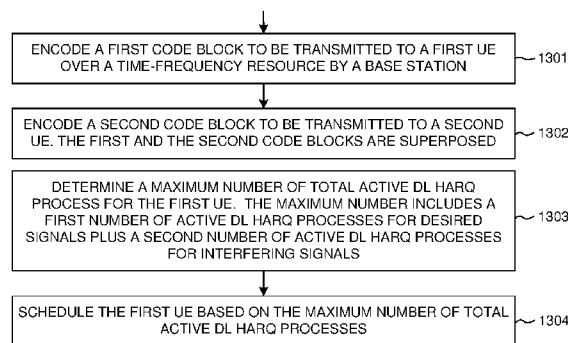 ENCODE A FIRST CODE BLOCK TO BE TRANSMITTED TO A FIRST UE
OVER A TIME-FREQUENCY RESOURCE BY A BASE STATION
1301
ENCODE A SECOND CODE BLOCK TO BE TRANSMITTED TO A SECOND
UE. THE FIRST AND THE SECOND CODE BLOCKS ARE SUPERPOSED
1302
DETERMINE A MAXIMUM NUMBER OF TOTAL ACTIVE DL HARQ
PROCESS FOR THE FIRST UE. THE MAXIMUM NUMBER INCLUDES A
FIRST NUMBER OF ACTIVE DL HARQ PROCESSES FOR DESIRED
SIGNALS PLUS A SECOND NUMBER OF ACTIVE DL HARQ PROCESSES
FOR INTERFERING SIGNALS
1303
SCHEDULE THE FIRST UE BASED ON THE MAXIMUM NUMBER OF TOTAL
ACTIVE DL HARQ PROCESSES
1304